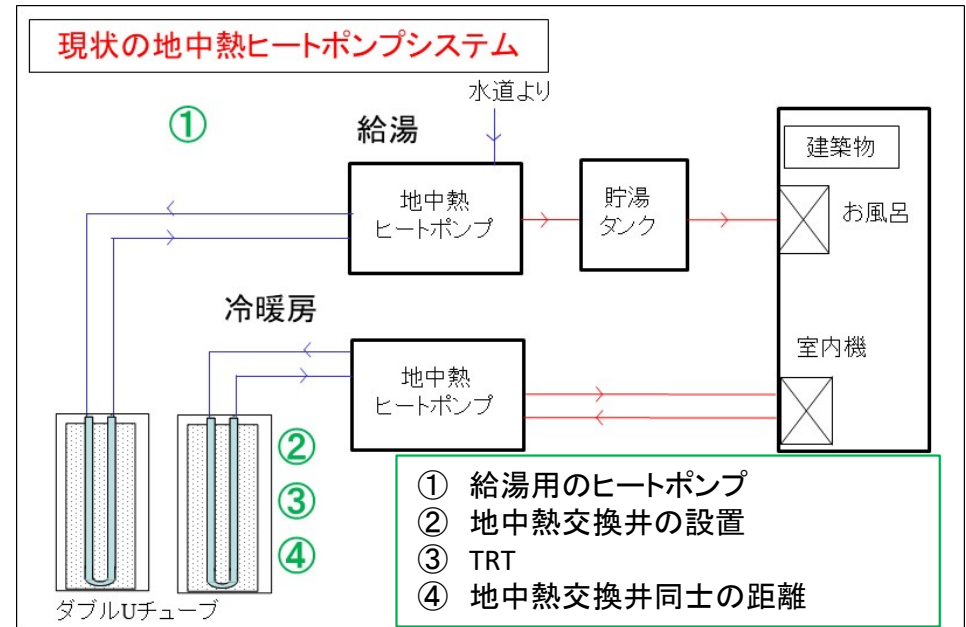 現状の地中熱ヒートポンプシステム
水道より
①
給湯
建築物
地中熱
ヒートポンプ
貯湯
タンク
お風呂
冷暖房
室内機
地中熱
ヒートポンプ
②
③
④
① 給湯用のヒートポンプ
② 地中熱交換井の設置
③ TRT
④ 地中熱交換井同士の距離
ダブルUチューブ